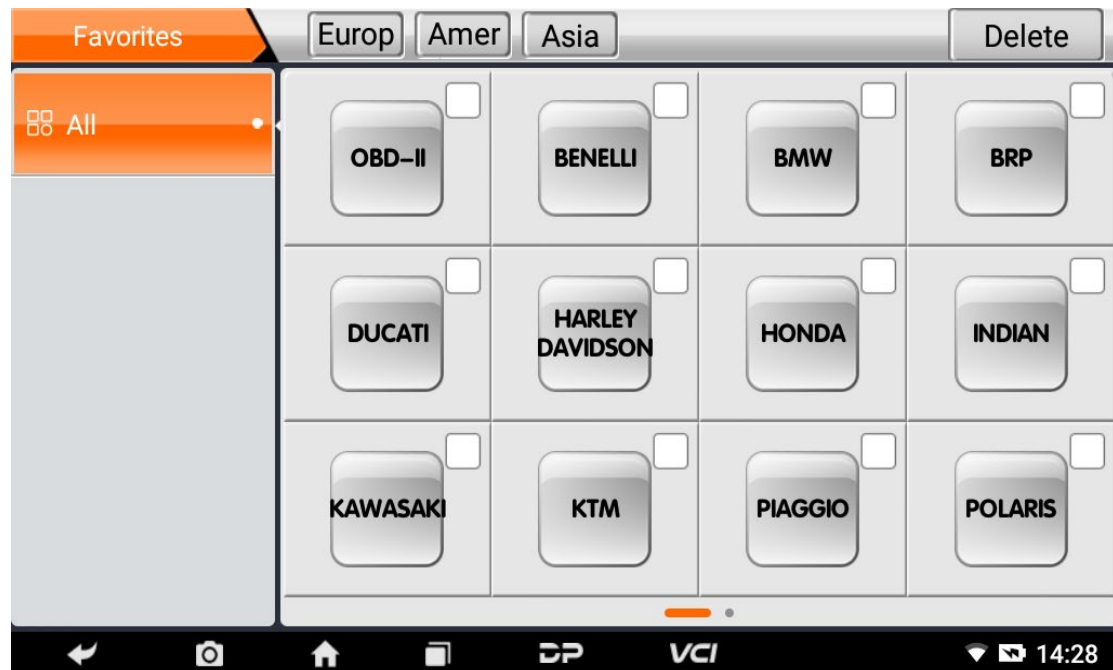 Favorites
Europ
Amer
Asia
Delete
All
OBD-II
BENELLI
BMW
BRP
DUCATI
HARLEY
DAVIDSON
HONDA
INDIAN
KAWASAKI
KTM
PIAGGIO
POLARIS
DP
VCI
14:28